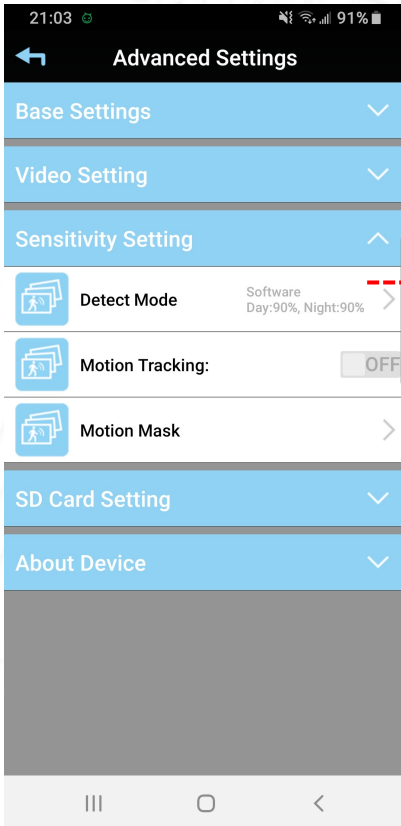 21:03 91%
Advanced Settings
Base Settings
Video Setting
Sensitivity Setting
Detect Mode
Software
Day:90%, Night:90%
Motion Tracking:
OFF
Motion Mask
SD Card Setting
About Device